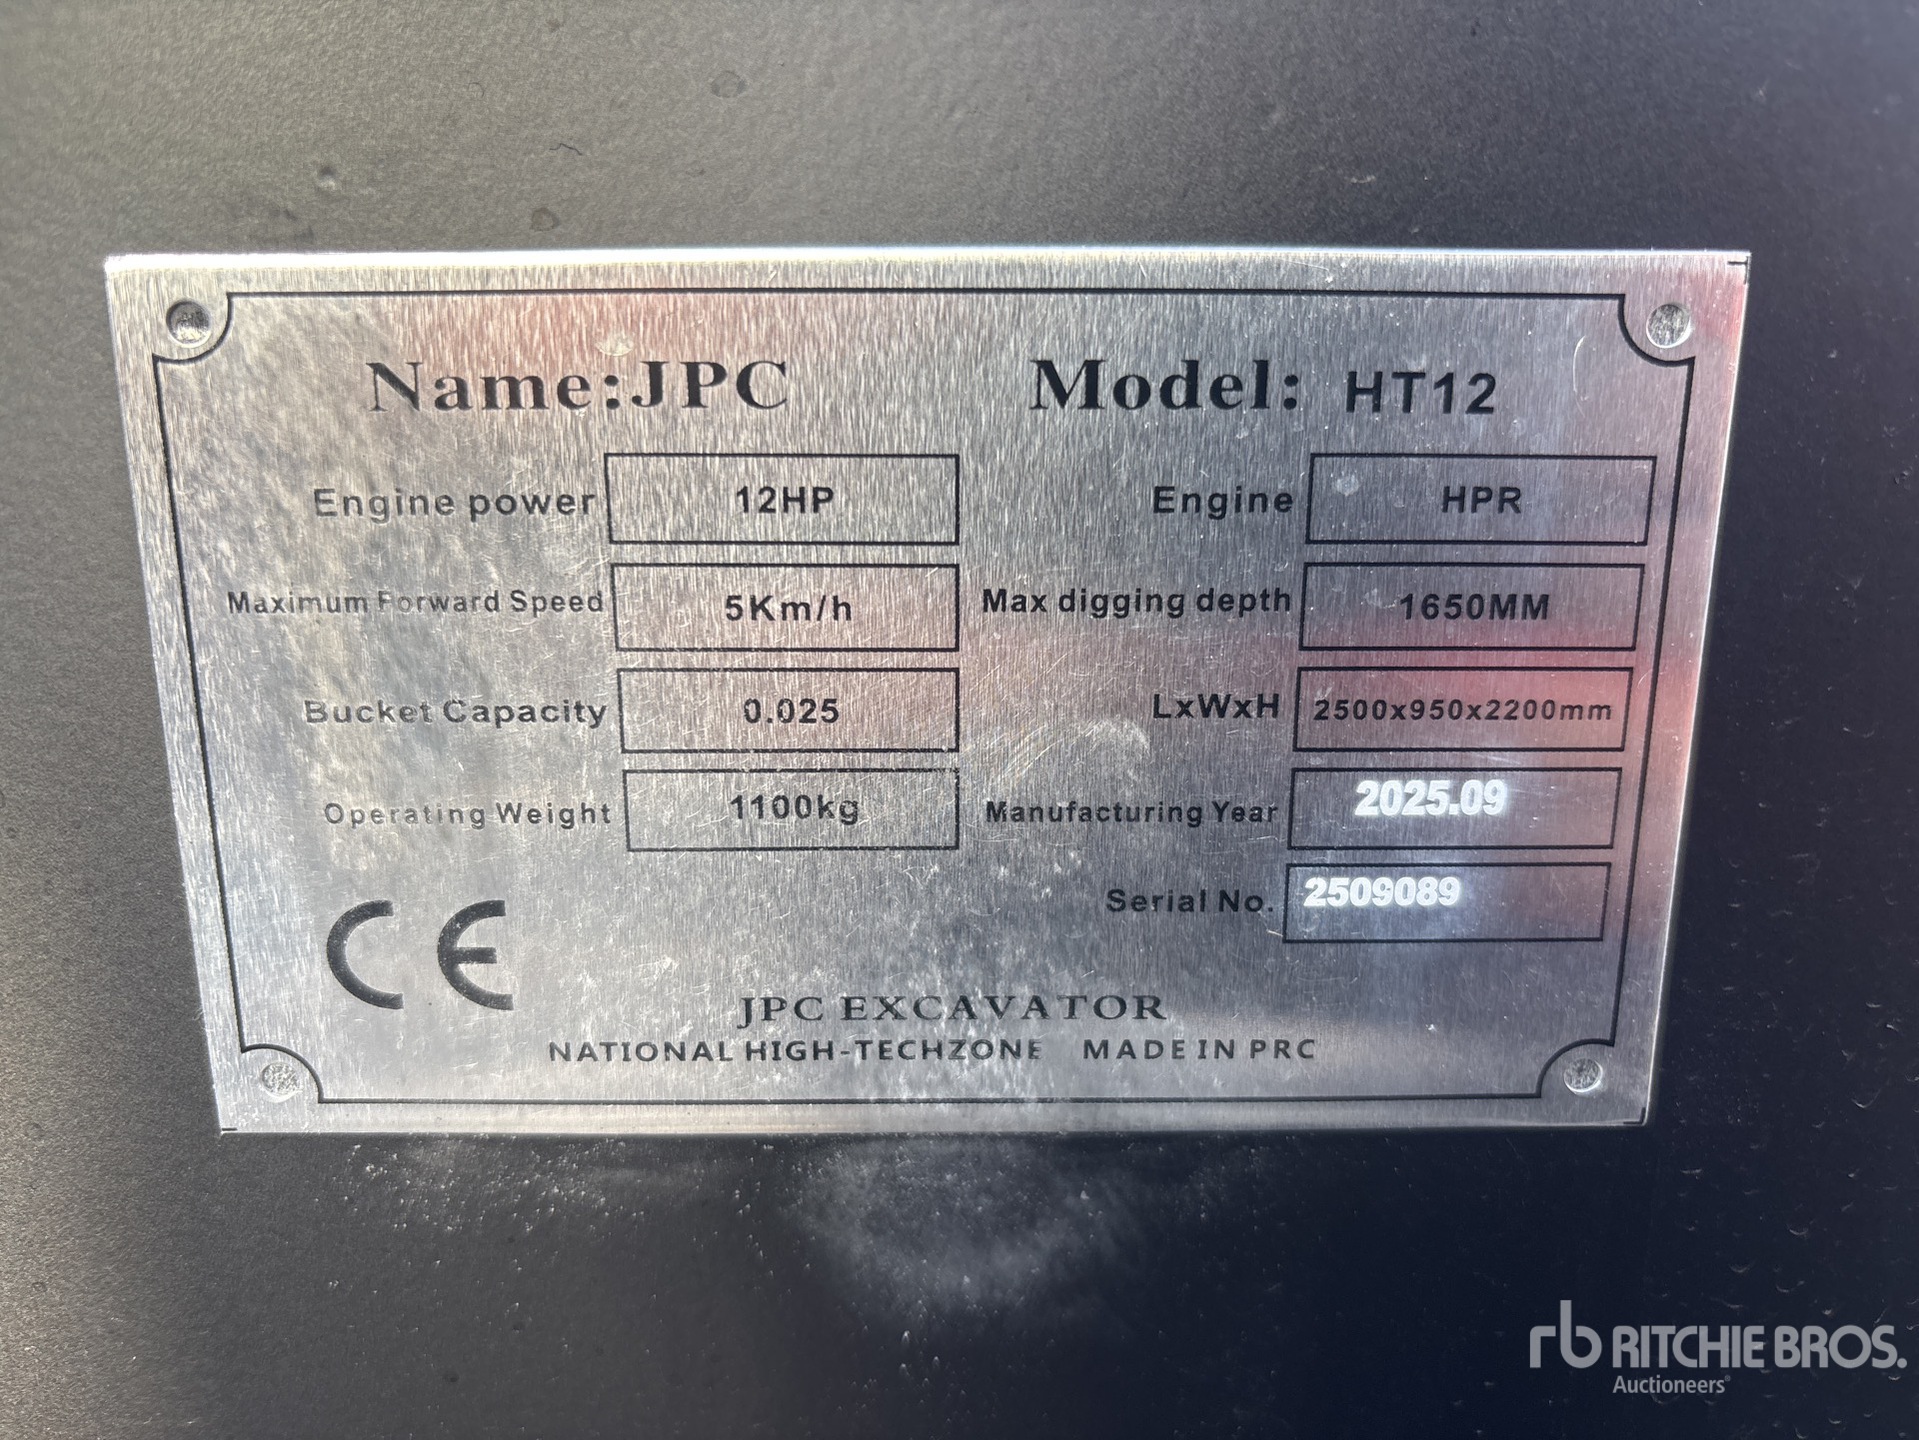 Name:JPC Model: HT12
Engine power 12HP Engine HPR
Maximum Forward Speed 5Km/h Max digging depth 1650MM
Bucket Capacity 0.025 LxWxH 2500x950x2200mm
Operating Weight 1100kg Manufacturing Year 2025.09
Serial No. 2509089
CE
JPC EXCAVATOR
NATIONAL HIGH-TECHZONE MADE IN PRC
rb RITCHIE BROS.
Auctioneers®